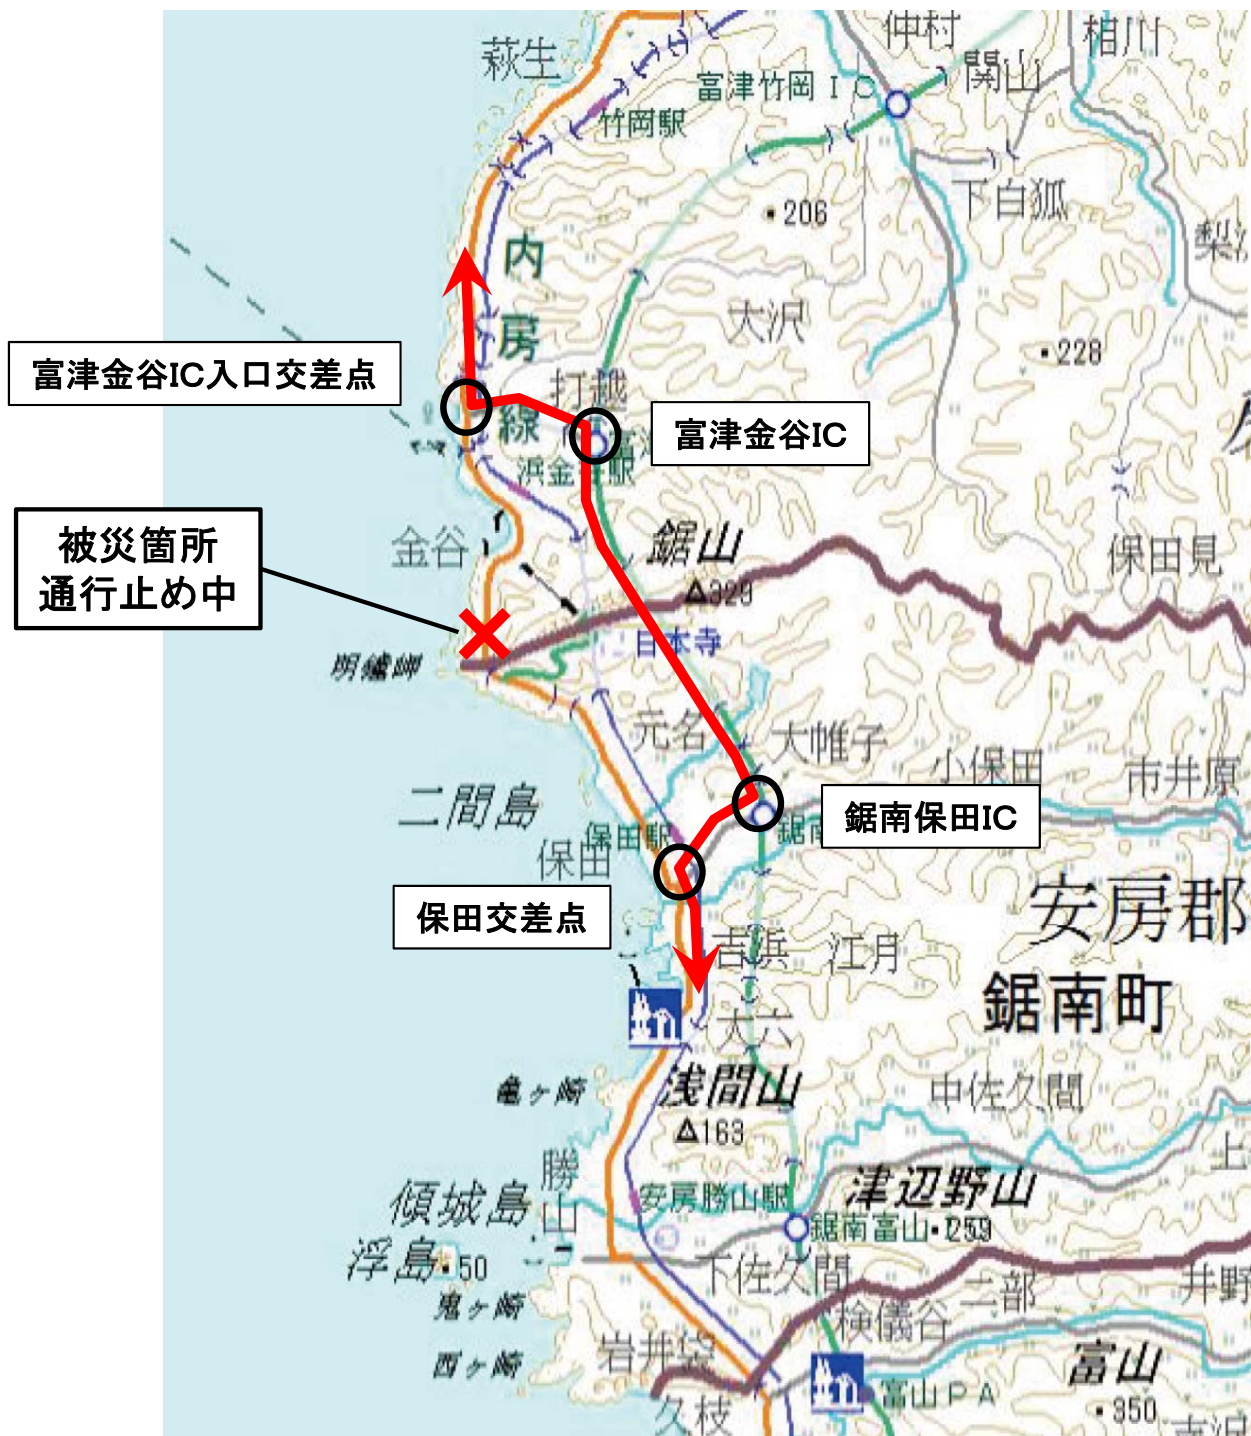 萩生
仲村
相川
関山
富津竹岡IC
竹岡駅
下白狐
206
内房線
大沢
228
富津金谷IC入口交差点
打越
富津金谷IC
浜金谷駅
被災箇所
通行止め中
金谷
鋸山
329
保田見
日本寺
明鐘岬
元名
大帷子
小保田
市井原
二間島
保田駅
保田
鋸南保田IC
保田交差点
安房郡
吉浜
江月
鋸南町
大六
亀ヶ崎
浅間山
163
中佐久間
勝山
津辺野山
傾城島
安房勝山駅
鋸南富山
259
浮島
50
下佐久間
二部
井野
鬼ヶ崎
検儀谷
岩井袋
西ヶ崎
富山
富山PA
久枝
350